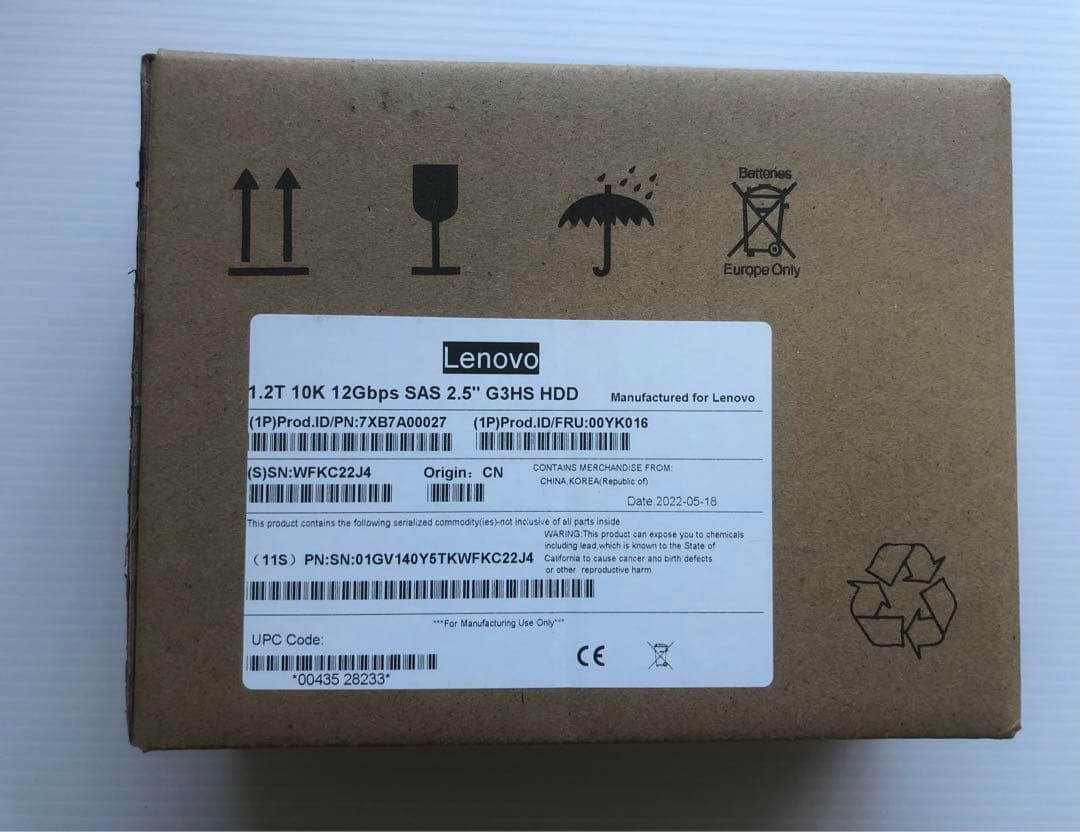 Batteries
Europe Only
Lenovo
1.2T 10K 12Gbps SAS 2.5" G3HS HDD Manufactured for Lenovo
(1P)Prod.ID/PN:7XB7A00027 (1P)Prod.ID/FRU:00YK016
(S)SN:WFKC22J4 Origin: CN CONTAINS MERCHANDISE FROM:
CHINA,KOREA(Republic of)
Date:2022-05-18
This product contains the following serialized commodity(ies)-not inclusive of all parts inside
WARING:This product can expose you to chemicals
including lead,which is known to the State of
(11S) PN:SN:01GV140Y5TKWFKC22J4 California to cause cancer and birth defects
or other reproductive harm.
***For Manufacturing Use Only***
UPC Code:
CE
*00435 28233*